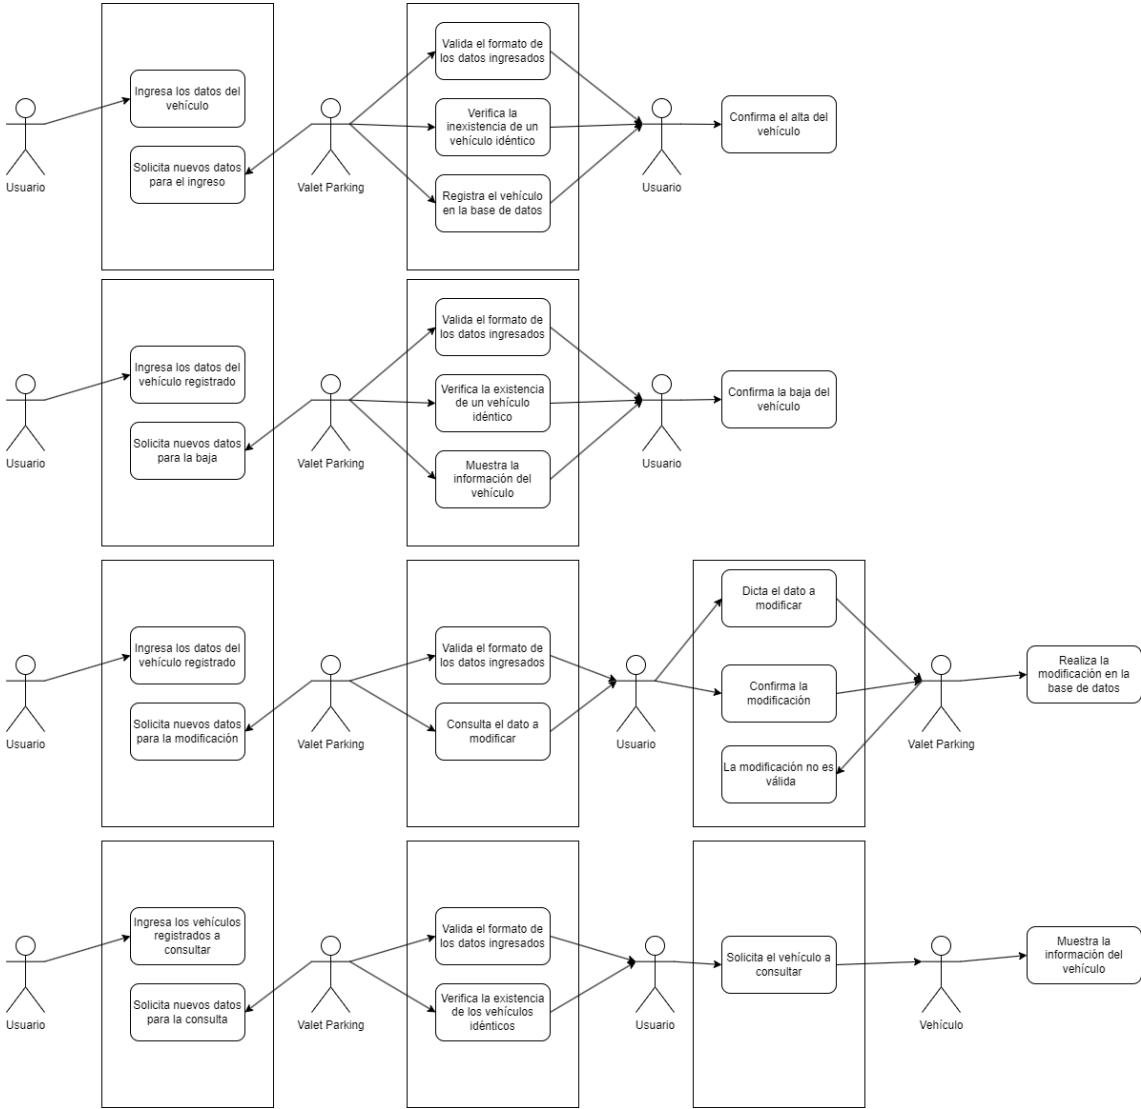 Ingresa los datos del
vehículo
Solicita nuevos datos
para el ingreso
Usuario
Valet Parking
Valida el formato de
los datos ingresados
Verifica la
inexistencia de un
vehículo idéntico
Registra el vehículo
en la base de datos
Usuario
Confirma el alta del
vehículo
Ingresa los datos del
vehículo registrado
Solicita nuevos datos
para la baja
Usuario
Valet Parking
Valida el formato de
los datos ingresados
Verifica la existencia
de un vehículo
idéntico
Muestra la
información del
vehículo
Usuario
Confirma la baja del
vehículo
Ingresa los datos del
vehículo registrado
Solicita nuevos datos
para la modificación
Usuario
Valet Parking
Valida el formato de
los datos ingresados
Consulta el dato a
modificar
Usuario
Dicta el dato a
modificar
Confirma la
modificación
La modificación no es
válida
Valet Parking
Realiza la
modificación en la
base de datos
Ingresa los vehículos
registrados a
consultar
Solicita nuevos datos
para la consulta
Usuario
Valet Parking
Valida el formato de
los datos ingresados
Verifica la existencia
de los vehículos
idénticos
Usuario
Solicita el vehículo a
consultar
Vehículo
Muestra la
información del
vehículo